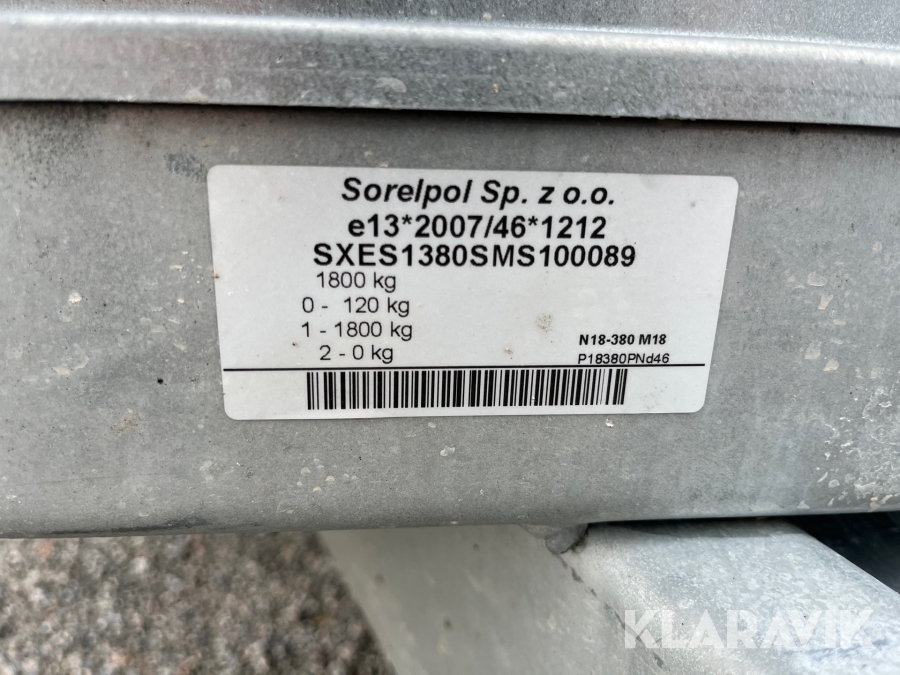 Sorelpol Sp. z o.o.
e13*2007/46*1212
SXES1380SMS100089
1800 kg
0 - 120 kg
1 - 1800 kg
2 - 0 kg
N18-380 M18
P18380PNd46
KLARAVIK